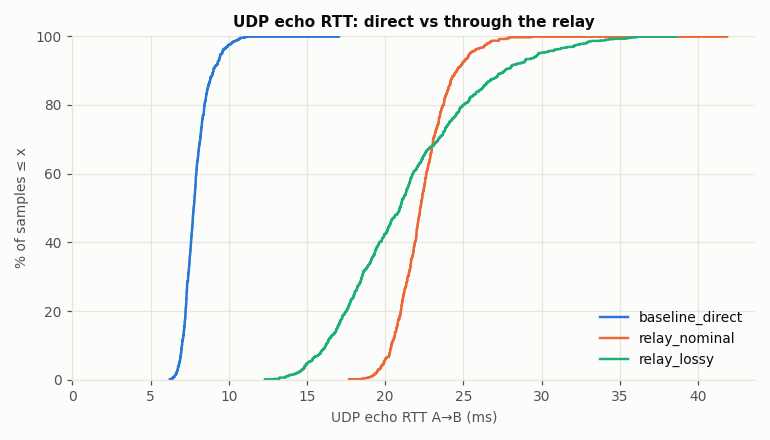 UDP echo RTT: direct vs through the relay
% of samples ≤ x
100
80
60
40
20
0
baseline_direct
relay_nominal
relay_lossy
0 5 10 15 20 25 30 35 40
UDP echo RTT A→B (ms)